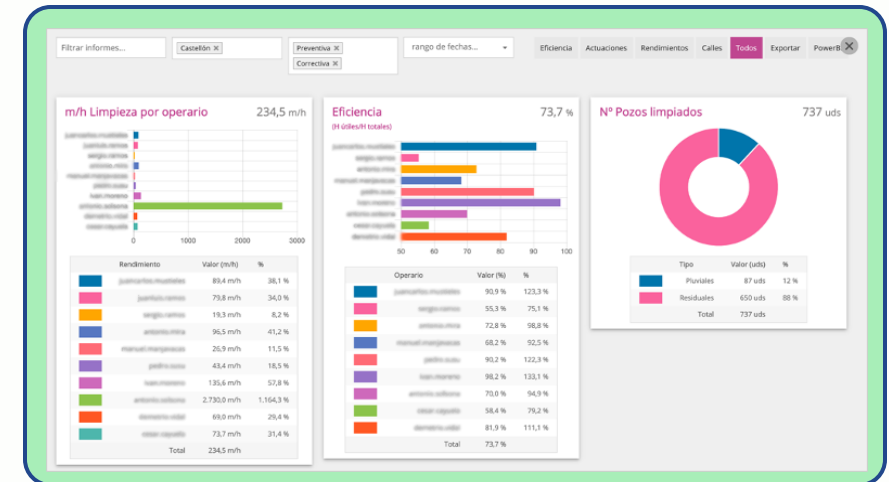 Filtrar informes...
Castellón ×
Preventiva ×
Correctiva ×
rango de fechas...
Eficiencia Actuaciones Rendimientos Calles Todos Exportar PowerB
m/h Limpieza por operario 234,5 m/h
0 1000 2000 3000
Rendimiento Valor (m/h) %
89,4 m/h 38,1 %
79,8 m/h 34,0 %
19,3 m/h 8,2 %
96,5 m/h 41,2 %
26,9 m/h 11,5 %
43,4 m/h 18,5 %
135,6 m/h 57,8 %
2.730,0 m/h 1.164,3 %
69,0 m/h 29,4 %
73,7 m/h 31,4 %
Total 234,5 m/h
Eficiencia 73,7 %
(H útiles/H totales)
50 60 70 80 90 100
Operario Valor (%) %
90,9 % 123,3 %
55,3 % 75,1 %
72,8 % 98,8 %
68,2 % 92,5 %
90,2 % 122,3 %
98,2 % 133,1 %
70,0 % 94,9 %
58,4 % 79,2 %
81,9 % 111,1 %
Total 73,7 %
Nº Pozos limpiados 737 uds
Tipo Valor (uds) %
Pluviales 87 uds 12 %
Residuales 650 uds 88 %
Total 737 uds